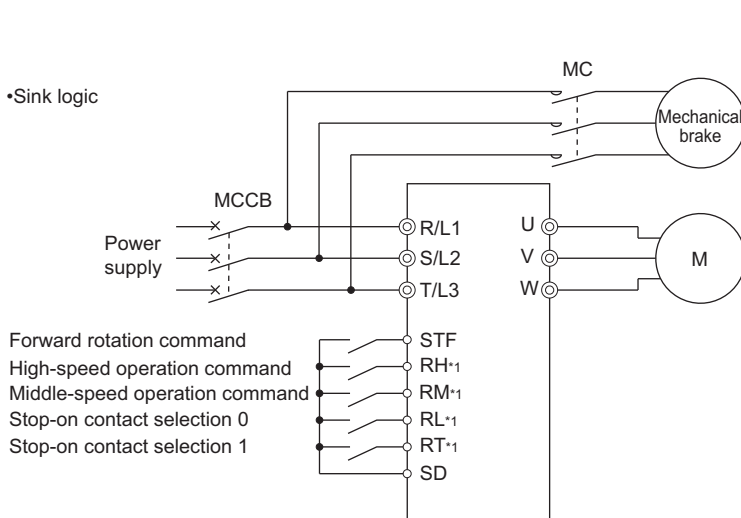 MC
•Sink logic
Mechanical
brake
MCCB
Power
supply
R/L1
S/L2
T/L3
U
V
W
M
Forward rotation command
STF
High-speed operation command
RH*1
Middle-speed operation command
RM*1
Stop-on contact selection 0
RL*1
Stop-on contact selection 1
RT*1
SD